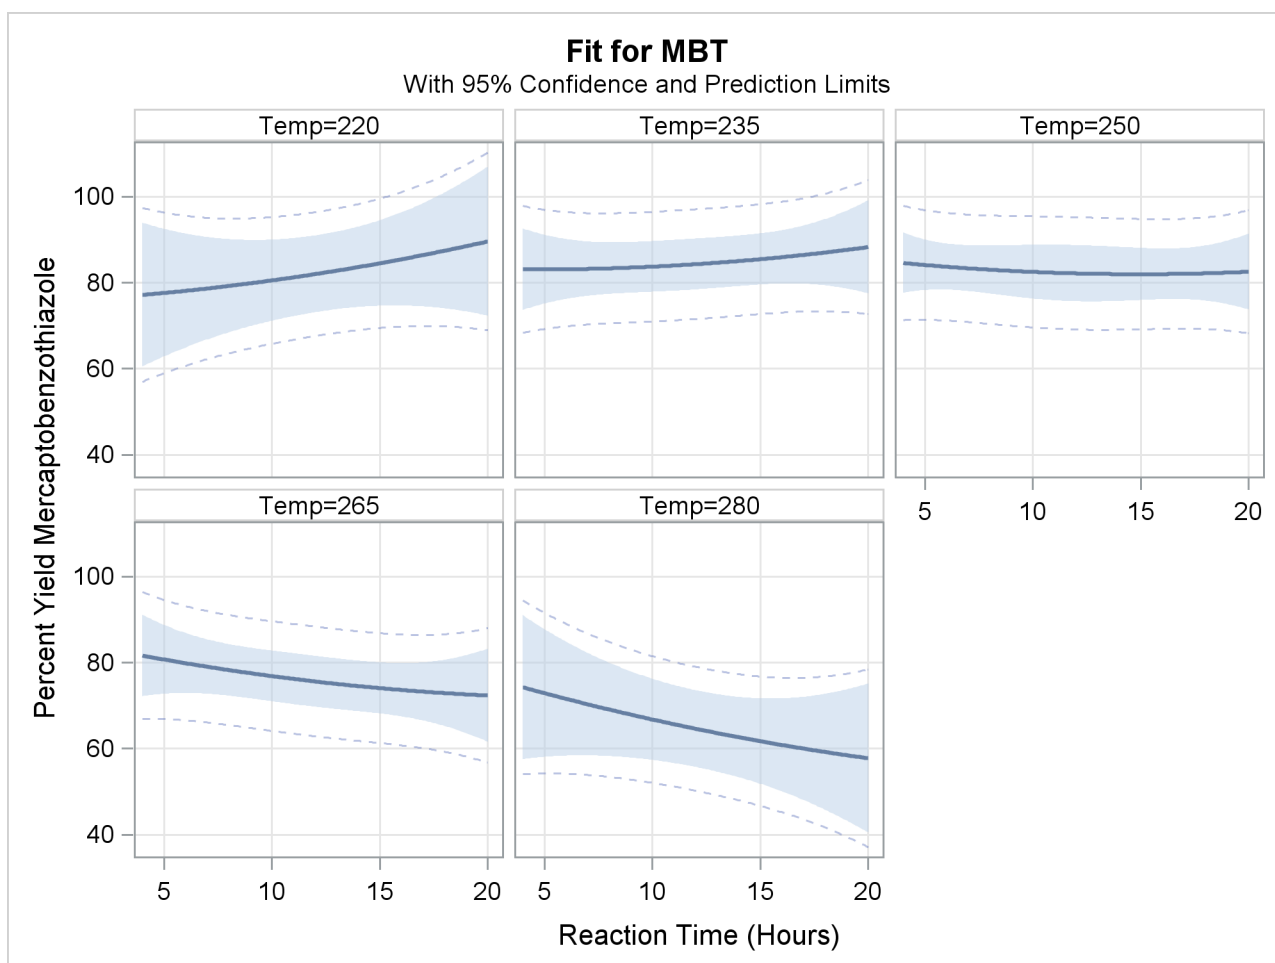 Fit for MBT
With 95% Confidence and Prediction Limits
Temp=220
Temp=235
Temp=250
100
80
60
40
5 10 15 20
Temp=265
Temp=280
100
80
60
40
5 10 15 20
5 10 15 20
Percent Yield Mercaptobenzothiazole
Reaction Time (Hours)